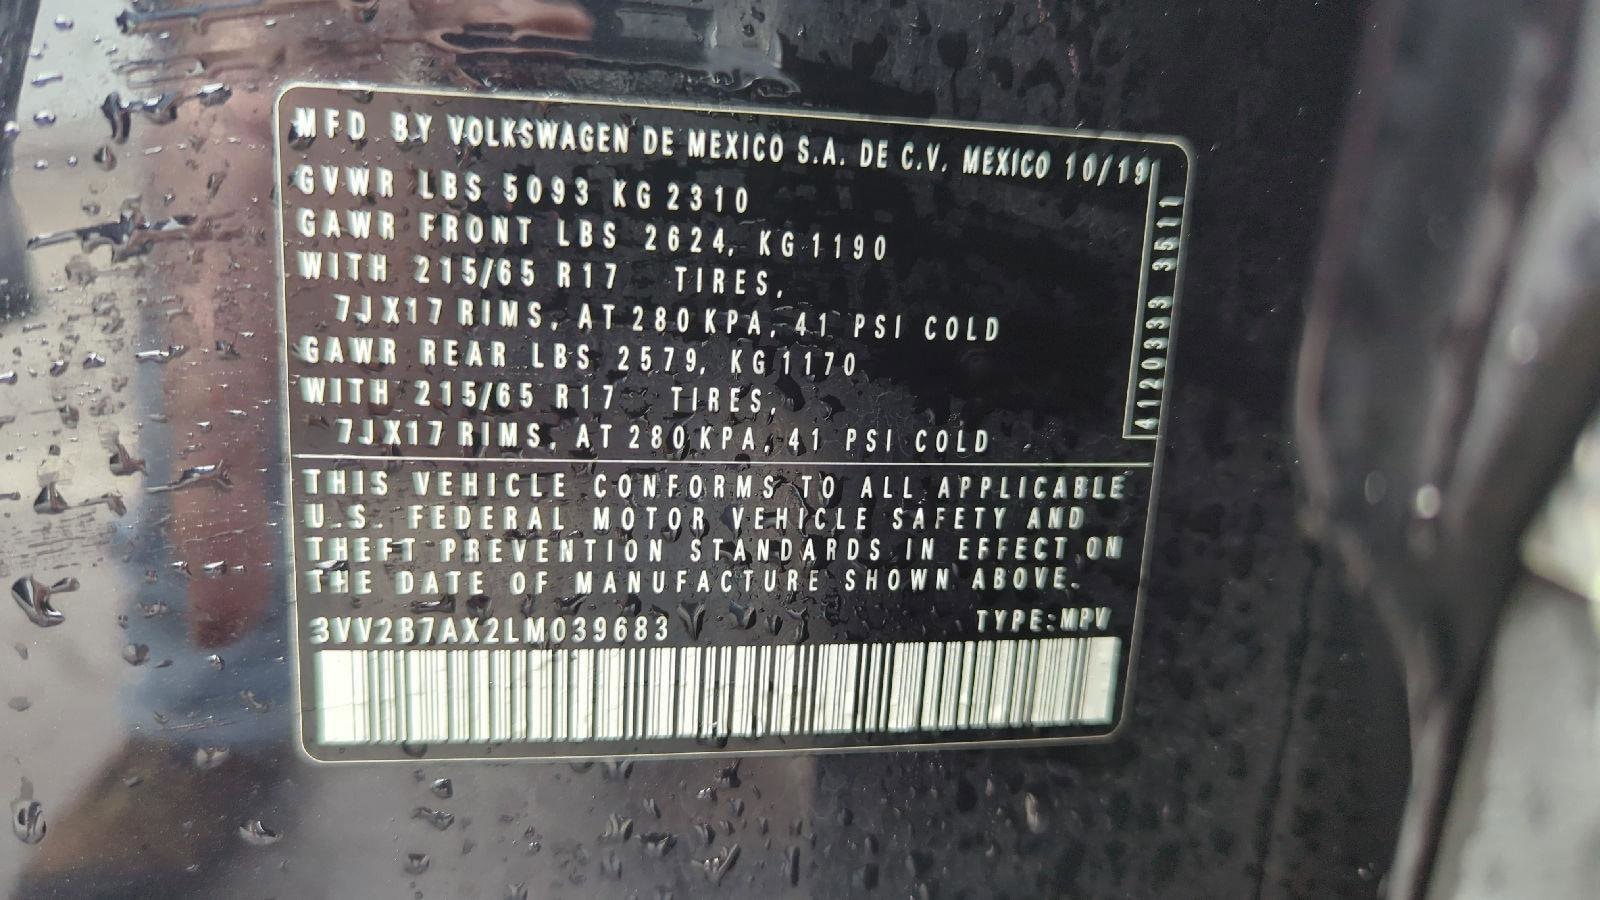 MFD BY VOLKSWAGEN DE MEXICO S.A. DE C.V. MEXICO 10/19
GVWR LBS 5093 KG 2310
GAWR FRONT LBS 2624, KG 1190
WITH 215/65 R17 TIRES,
7JX17 RIMS, AT 280 KPA, 41 PSI COLD
GAWR REAR LBS 2579, KG 1170
WITH 215/65 R17 TIRES,
7JX17 RIMS, AT 280 KPA, 41 PSI COLD
4120333 3511
THIS VEHICLE CONFORMS TO ALL APPLICABLE
U.S. FEDERAL MOTOR VEHICLE SAFETY AND
THEFT PREVENTION STANDARDS IN EFFECT ON
THE DATE OF MANUFACTURE SHOWN ABOVE.
3VV2B7AX2LM039683 TYPE:MPV